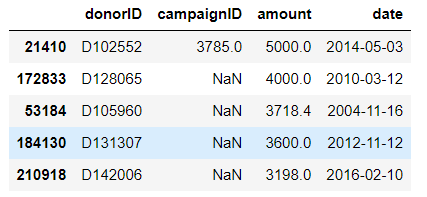 donorID campaignID amount date
21410 D102552 3785.0 5000.0 2014-05-03
172833 D128065 NaN 4000.0 2010-03-12
53184 D105960 NaN 3718.4 2004-11-16
184130 D131307 NaN 3600.0 2012-11-12
210918 D142006 NaN 3198.0 2016-02-10